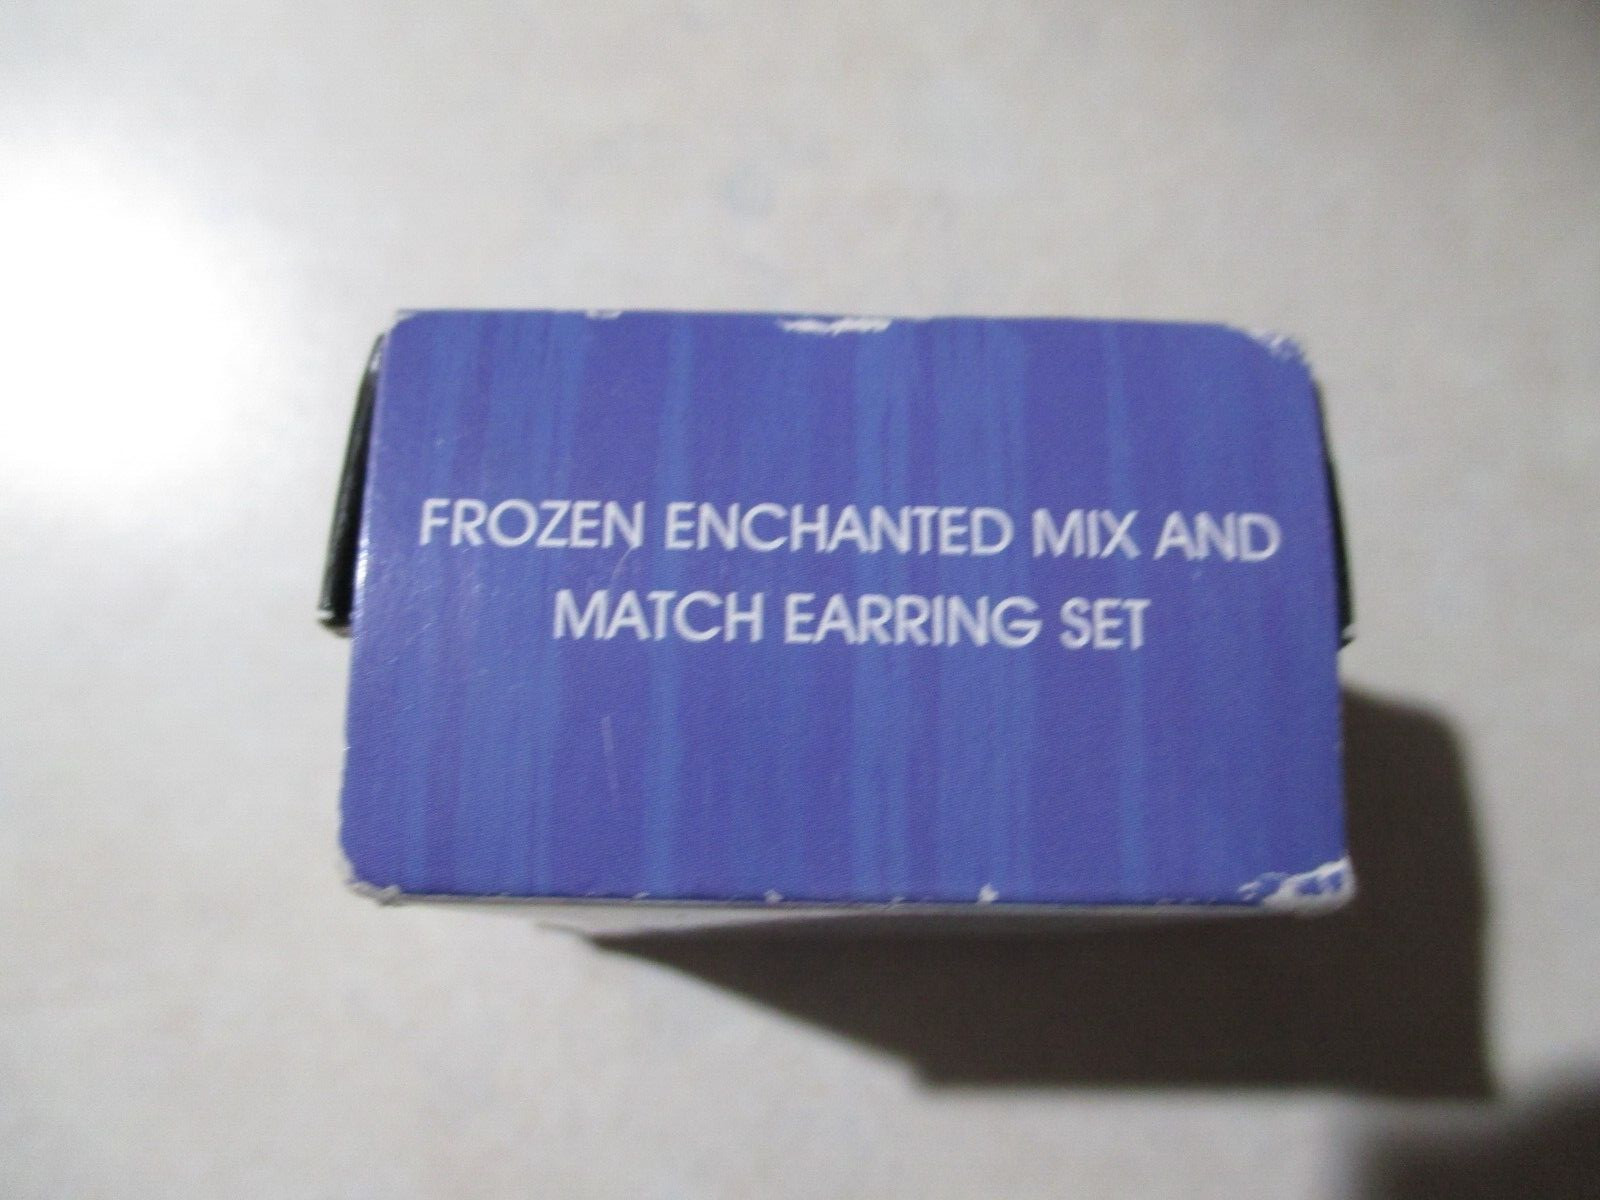 FROZEN ENCHANTED MIX AND
MATCH EARRING SET